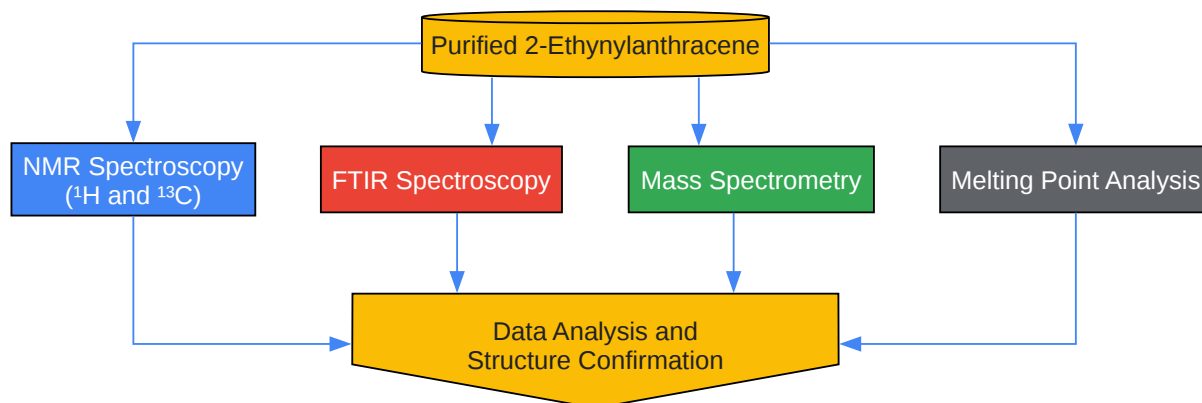 Purified 2-Ethynylanthracene
NMR Spectroscopy
(¹H and ¹³C)
FTIR Spectroscopy
Mass Spectrometry
Melting Point Analysis
Data Analysis and
Structure Confirmation